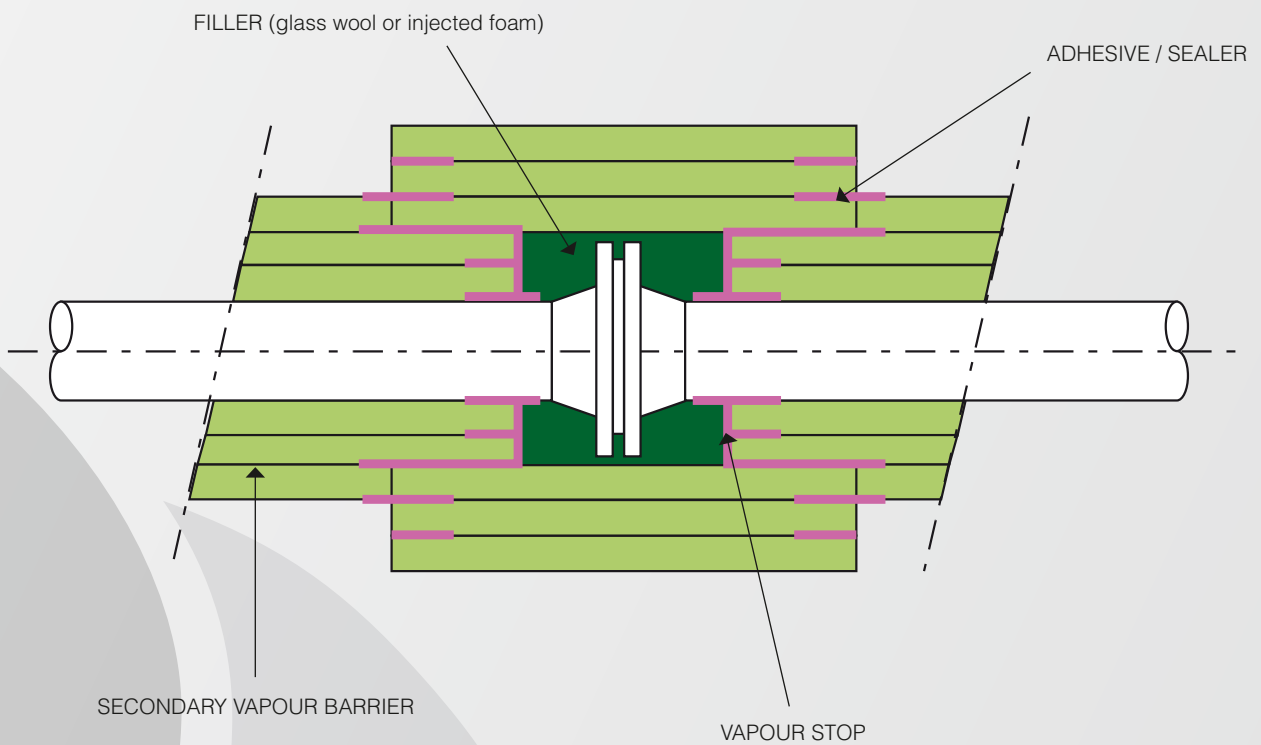 FILLER (glass wool or injected foam)
ADHESIVE / SEALER
SECONDARY VAPOUR BARRIER
VAPOUR STOP